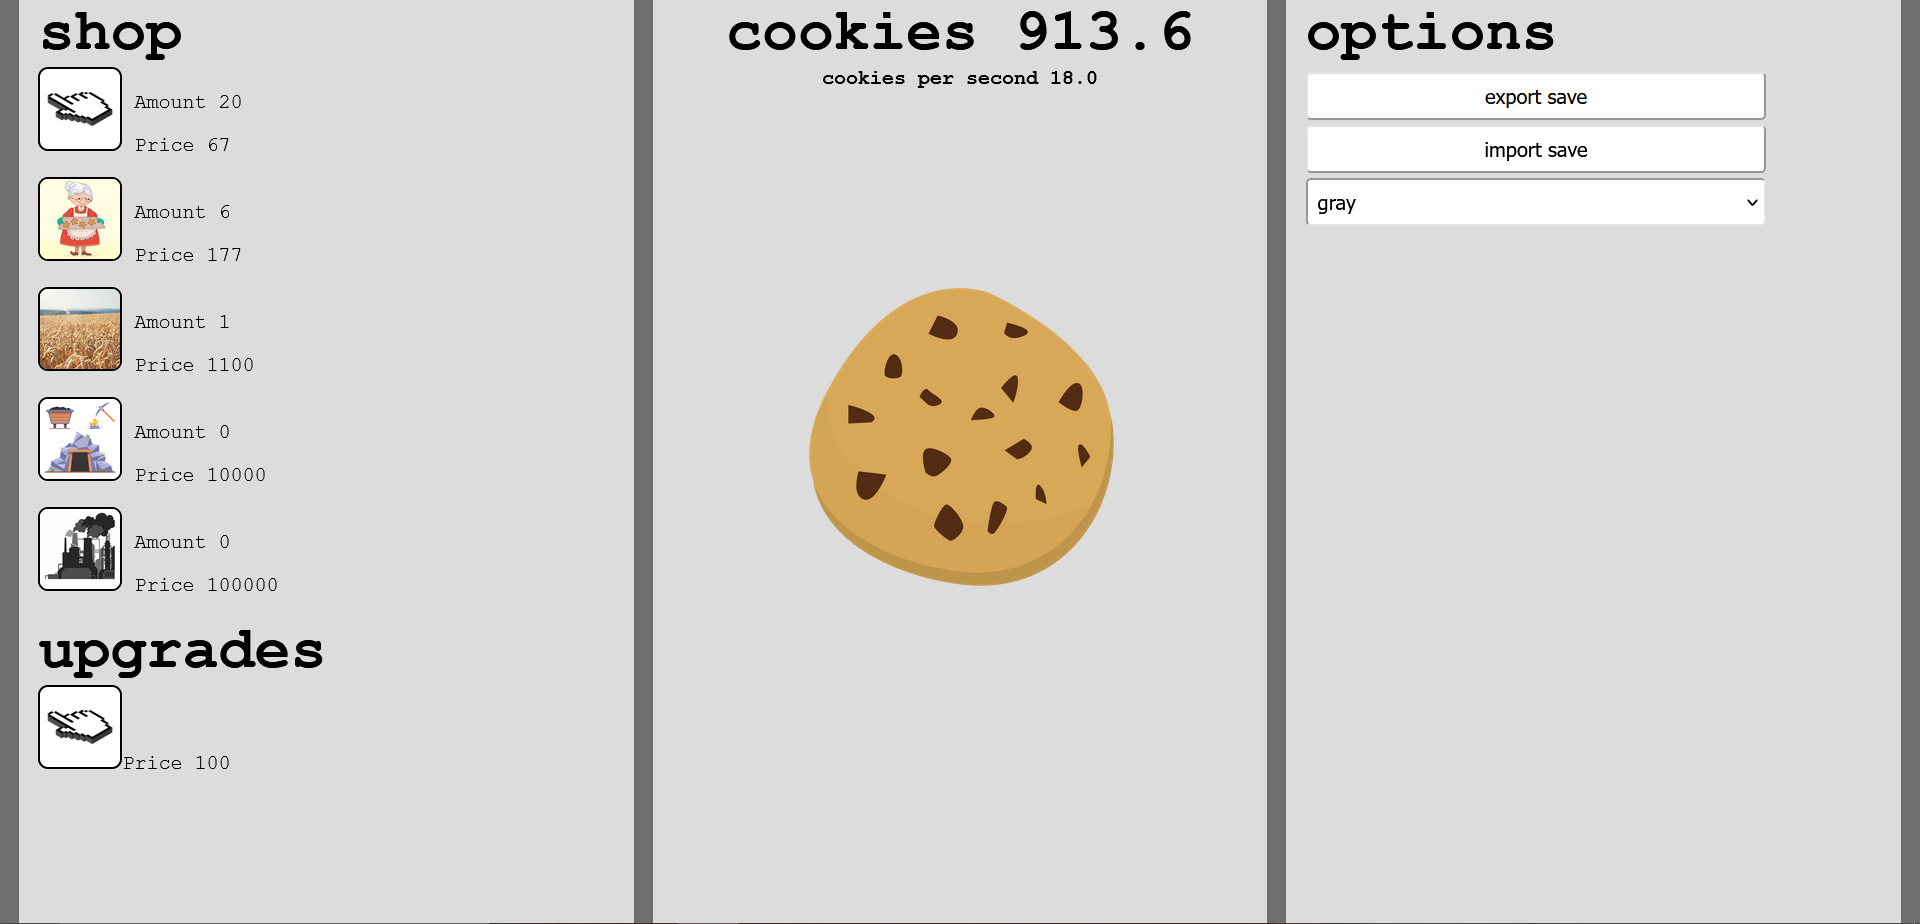 shop
Amount 20
Price 67
Amount 6
Price 177
Amount 1
Price 1100
Amount 0
Price 10000
Amount 0
Price 100000
upgrades
Price 100
cookies 913.6
cookies per second 18.0
options
export save
import save
gray